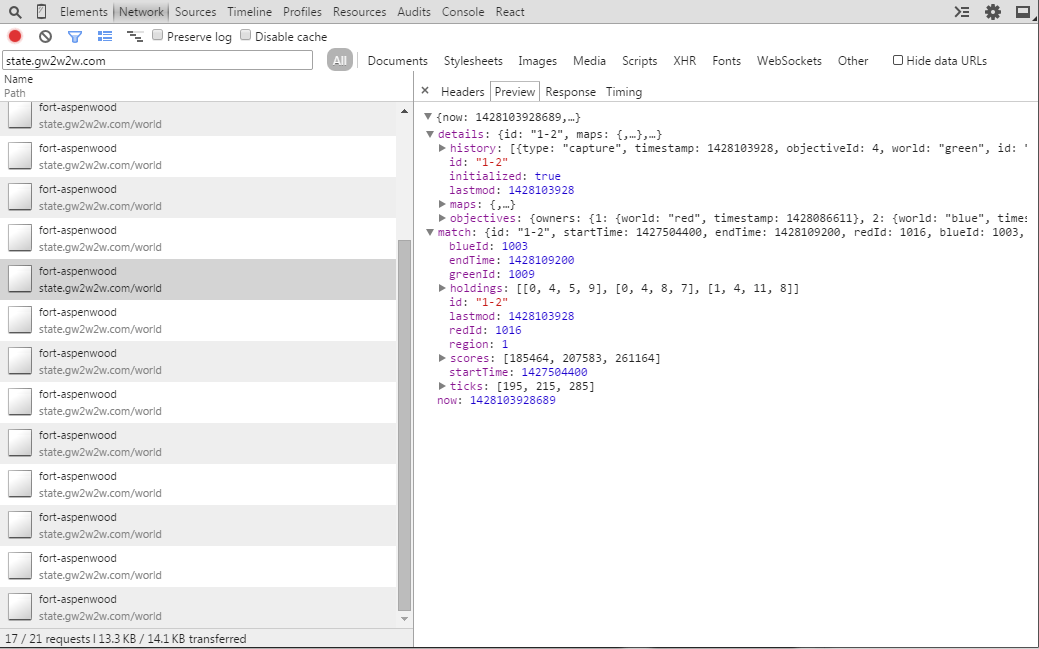 Elements Network Sources Timeline Profiles Resources Audits Console React
Preserve log Disable cache
state.gw2w2w.com All Documents Stylesheets Images Media Scripts XHR Fonts WebSockets Other Hide data URLs
Name
Path
fort-aspenwood
state.gw2w2w.com/world
fort-aspenwood
state.gw2w2w.com/world
fort-aspenwood
state.gw2w2w.com/world
fort-aspenwood
state.gw2w2w.com/world
fort-aspenwood
state.gw2w2w.com/world
fort-aspenwood
state.gw2w2w.com/world
fort-aspenwood
state.gw2w2w.com/world
fort-aspenwood
state.gw2w2w.com/world
fort-aspenwood
state.gw2w2w.com/world
fort-aspenwood
state.gw2w2w.com/world
fort-aspenwood
state.gw2w2w.com/world
fort-aspenwood
state.gw2w2w.com/world
fort-aspenwood
state.gw2w2w.com/world
17 / 21 requests | 13.3 KB / 14.1 KB transferred
× Headers Preview Response Timing
{now: 1428103928689,…}
details: {id: "1-2", maps: {,…},…}
history: [{type: "capture", timestamp: 1428103928, objectiveId: 4, world: "green", id: "
id: "1-2"
initialized: true
lastmod: 1428103928
maps: {,…}
objectives: {owners: {1: {world: "red", timestamp: 1428086611}, 2: {world: "blue", times
match: {id: "1-2", startTime: 1427504400, endTime: 1428109200, redId: 1016, blueId: 1003,
blueId: 1003
endTime: 1428109200
greenId: 1009
holdings: [[0, 4, 5, 9], [0, 4, 8, 7], [1, 4, 11, 8]]
id: "1-2"
lastmod: 1428103928
redId: 1016
region: 1
scores: [185464, 207583, 261164]
startTime: 1427504400
ticks: [195, 215, 285]
now: 1428103928689